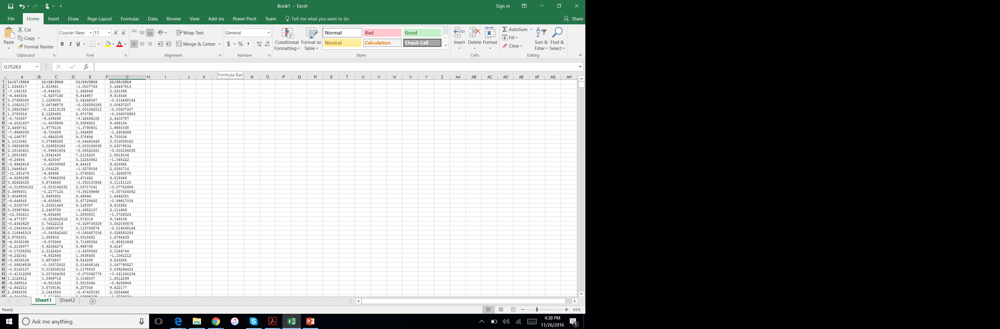 Book1 - Excel
Sign in
File Home Insert Draw Page Layout Formulas Data Review View Add-ins Power Pivot Team Tell me what you want to do Share
Paste Cut Copy Format Painter Clipboard
Courier New 11 B I U Font
Wrap Text Merge & Center Alignment
General $ % , Number
Conditional Formatting Format as Table
Normal Bad Good
Neutral Calculation Check Cell
Styles
Insert Delete Format Cells
AutoSum Fill Clear Sort & Filter Find & Select Editing
G75263 fx
Formula Bar
A B C D E F G H I J K N O P Q R S T U V W X Y Z AA AB AC AD AE AF AG AH
1 11/17/2016 11/18/2016 11/19/2016 11/20/2016
2 1.8243817 2.815581 -1.0007763 0.46447513
3 -7.192182 -8.844181 1.292869 2.231396
4 -6.646304 -2.9257145 9.844957 9.519346
5 0.07965088 1.1236085 0.04248047 -0.014868164
6 0.10620117 0.06796875 -0.026550293 0.00637207
7 0.29523927 -0.12213135 -0.001062012 -0.00637207
8 1.3750916 2.1228485 8.970795 -0.036376953
9 -8.753357 -9.435898 -0.42636108 2.4400787
10 -4.2021637 -1.6209869 3.9386902 9.498154
11 2.4468741 1.9776106 -1.3790601 1.9680338
12 -7.9966335 -9.720459 1.364695 -1.2689269
13 -4.146757 -0.6943185 9.375694 9.730036
14 1.1013062 0.07965088 -0.04460449 0.013806152
15 0.39506838 0.026550293 -0.003186035 0.03079834
16 0.18160401 -0.09451904 -0.05522461 -0.003186035
17 1.2851563 1.8342438 7.2118225 1.5519104
18 -9.24884 -9.623047 0.12243652 -1.068222
19 -2.9962616 -0.45039368 6.64415 9.623962
20 1.5466543 2.054225 -1.5275006 2.0350714
21 -11.281479 -9.68694 1.3790601 -1.3263878
22 -4.5298295 -0.79966336 9.471462 9.519346
23 0.92926025 0.5734863 -0.053100586 0.11151123
24 -0.013806152 -0.003186035 0.03717041 -0.07752686
25 0.3695801 -0.2177124 -0.06159668 -0.007434082
26 0.9049835 1.9485931 5.46994 1.6464081
27 -9.646545 -9.608963 0.47729492 -0.99617004
28 -1.5150757 0.20251465 8.125397 9.615982
29 0.33997664 2.2409728 -1.3982137 2.111686
30 -12.052411 -9.634268 1.2593501 -1.0726024
31 -4.477157 -0.023942016 9.572019 9.749189
32 -0.4343628 0.74022216 -0.029736329 0.052038576
33 -0.19434814 0.06903076 0.115759276 -0.014868164
34 0.118945315 -0.043542482 -0.093457036 0.026550293
35 0.9758301 1.888504 3.8315582 1.6756439
36 -9.5035095 -9.578949 0.71495056 -0.95910645
37 -2.2138977 0.92056274 8.998795 9.6147
38 -0.17238252 2.2122424 -1.4508862 2.1164744
39 -9.232041 -9.552865 1.3838485 -1.1061212
40 -3.3806129 0.9576807 9.543288 9.543288
41 -0.39506838 -0.18372802 0.014868164 0.047790527
42 -0.5140137 0.013806152 0.1178833 0.039294433
43 -0.41312256 0.007434082 -0.070092775 -0.021240234
44 1.2126312 1.8989716 3.1045837 1.6512299
45 -9.365814 -9.581528 0.5315094 -0.9259949
46 -2.642212 0.8708191 9.287048 9.622177
47 2.2984335 2.1643584 -0.47405192 2.0254946
Sheet1 Sheet2
Ready 63%
Ask me anything
4:38 PM
11/26/2016
1